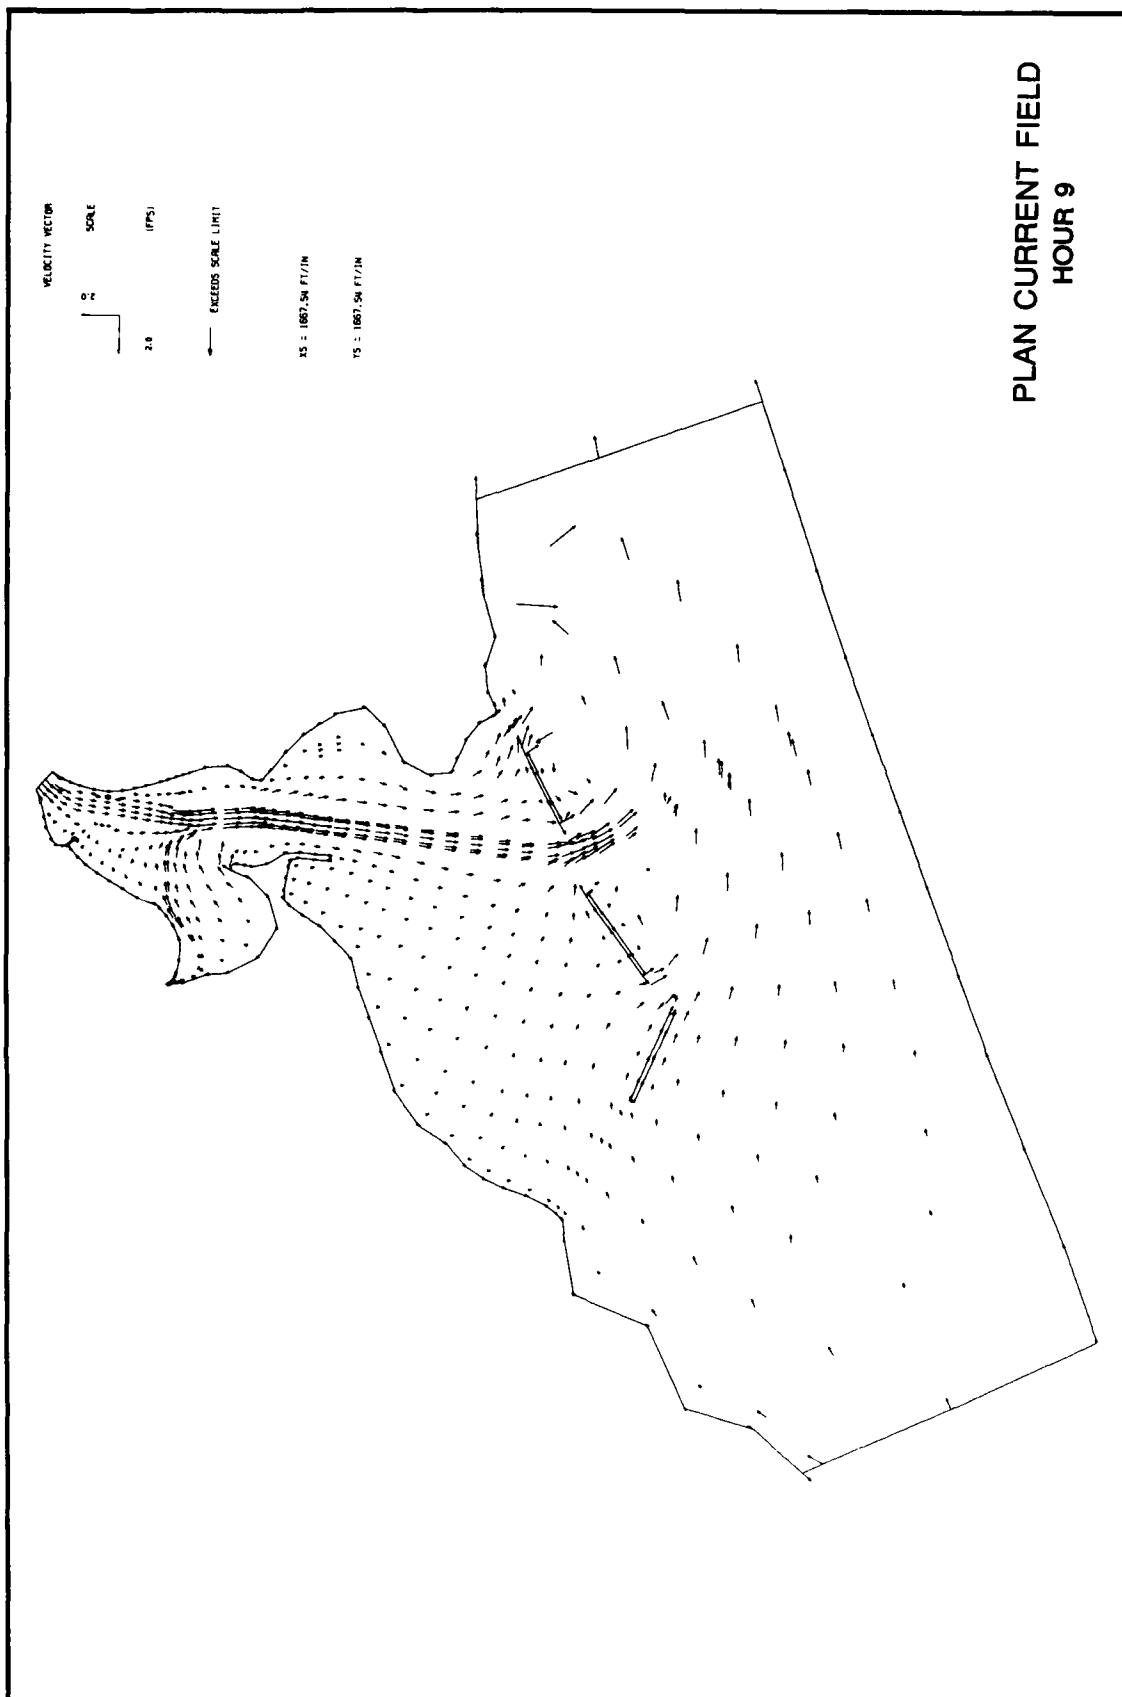 VELOCITY VECTOR
SCALE
2.0
2.0
(FPS)
EXCEEDS SCALE LIMIT
XS = 1667.54 FT/IN
YS = 1667.54 FT/IN
PLAN CURRENT FIELD
HOUR 9